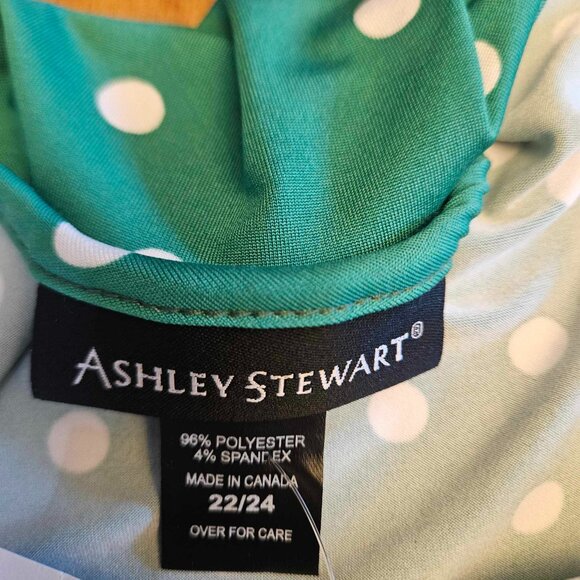 ASHLEY STEWART®
96% POLYESTER
4% SPANDEX
MADE IN CANADA
22/24
OVER FOR CARE